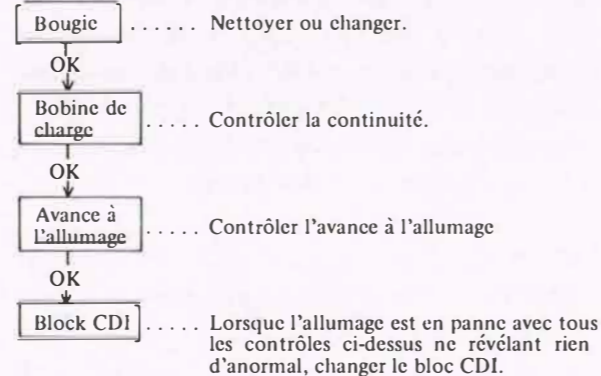 Bougie ...... Nettoyer ou changer.
OK
Bobine de
charge ..... Contrôler la continuité.
OK
Avance à
l'allumage ..... Contrôler l'avance à l'allumage
OK
Block CDI ..... Lorsque l'allumage est en panne avec tous
les contrôles ci-dessus ne révélant rien
d'anormal, changer le bloc CDI.